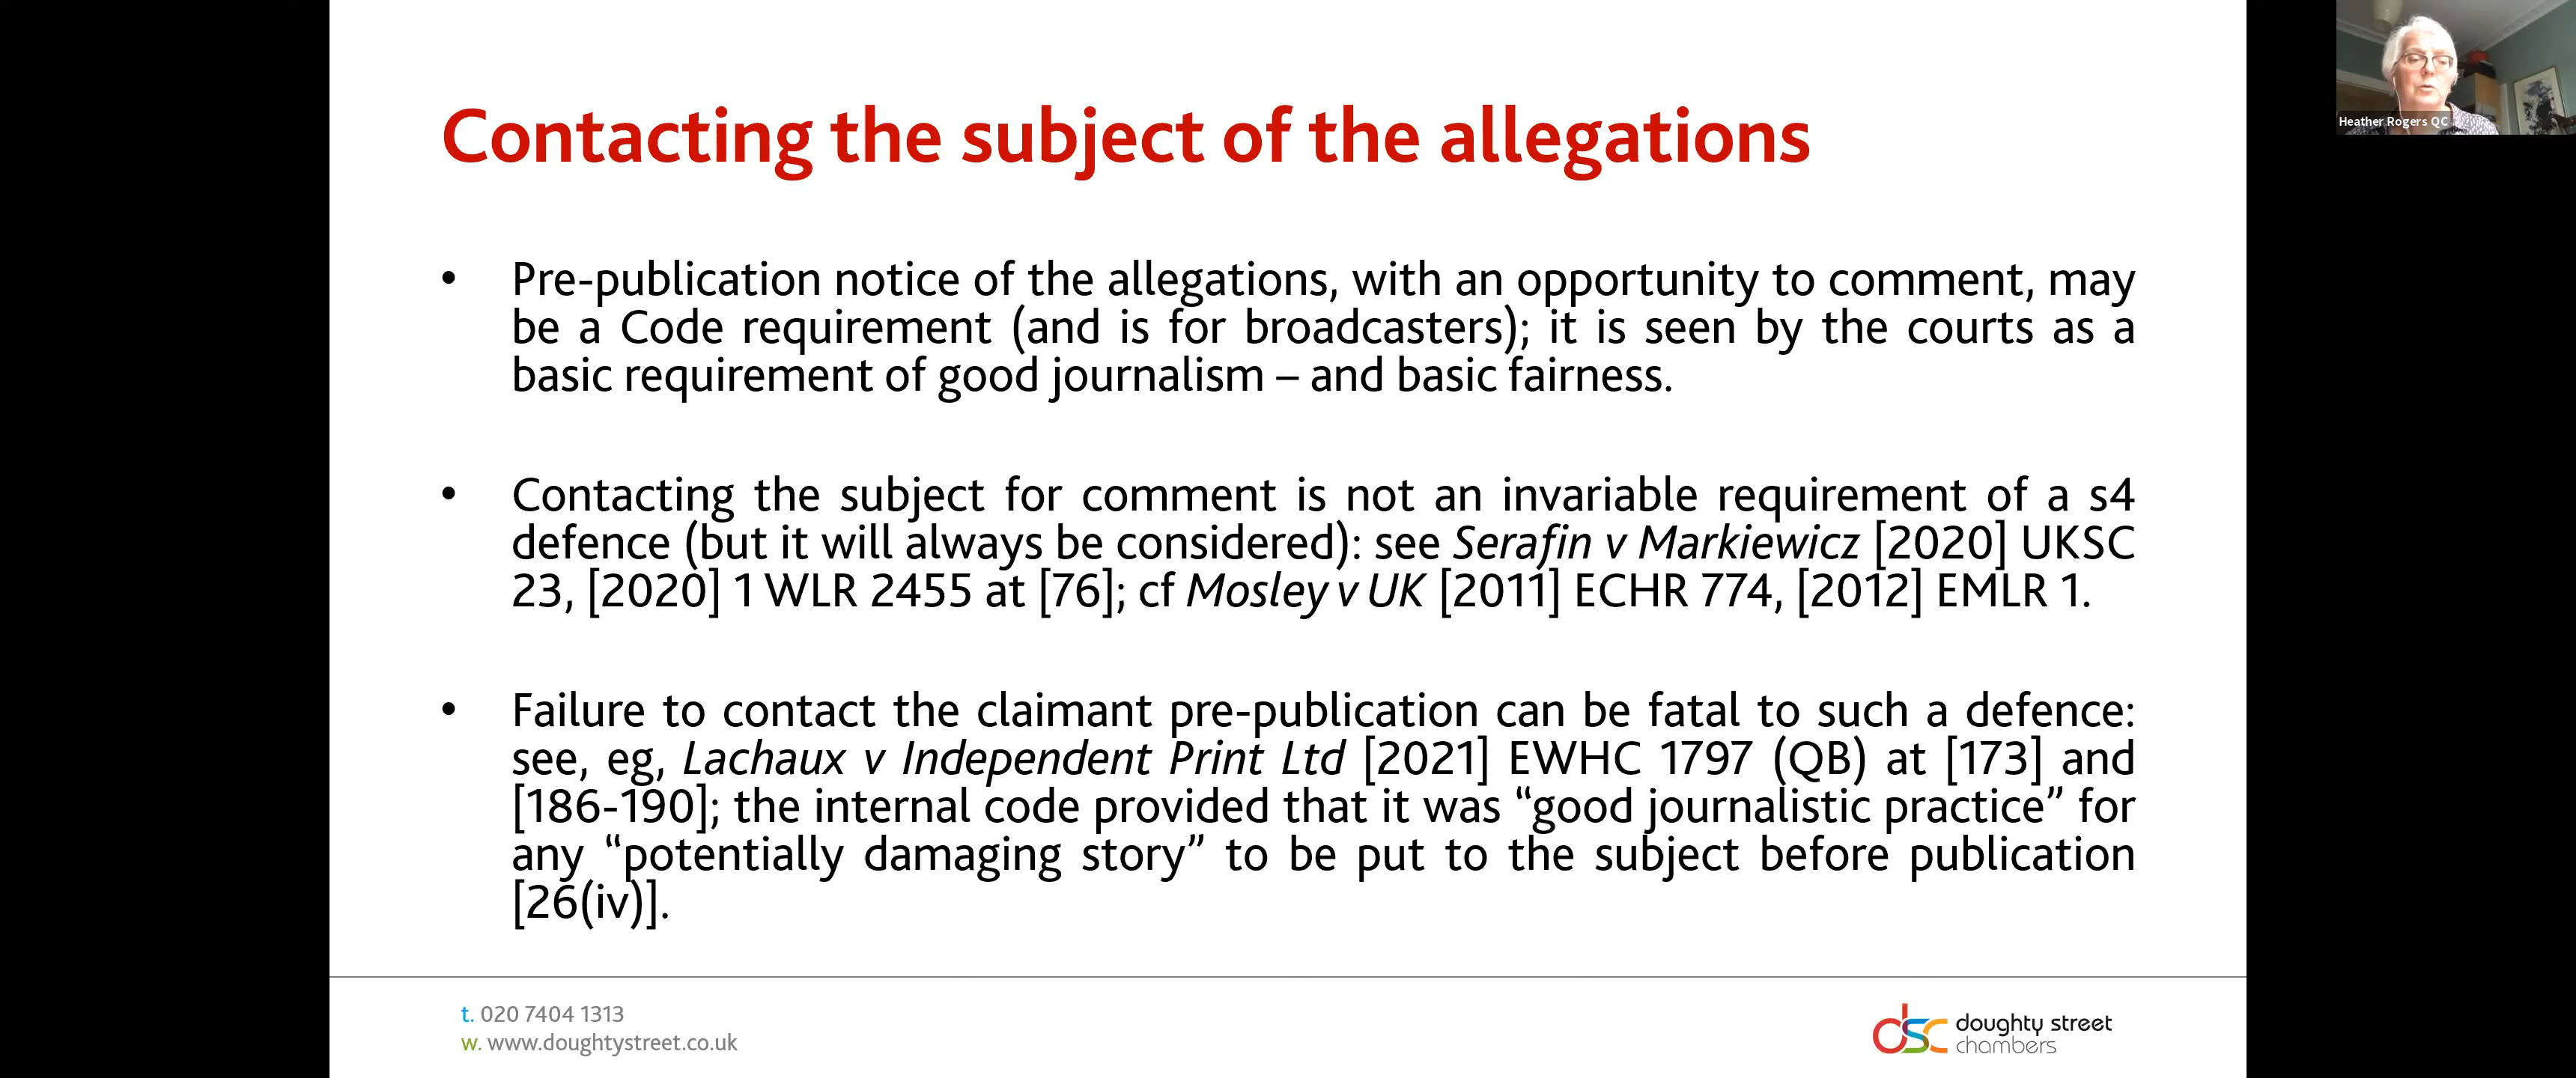 Contacting the subject of the allegations
Heather Rogers QC
• Pre-publication notice of the allegations, with an opportunity to comment, may
be a Code requirement (and is for broadcasters); it is seen by the courts as a
basic requirement of good journalism – and basic fairness.
• Contacting the subject for comment is not an invariable requirement of a s4
defence (but it will always be considered): see Serafin v Markiewicz [2020] UKSC
23, [2020] 1 WLR 2455 at [76]; cf Mosley v UK [2011] ECHR 774, [2012] EMLR 1.
• Failure to contact the claimant pre-publication can be fatal to such a defence:
see, eg, Lachaux v Independent Print Ltd [2021] EWHC 1797 (QB) at [173] and
[186-190]; the internal code provided that it was “good journalistic practice” for
any “potentially damaging story” to be put to the subject before publication
[26(iv)].
t. 020 7404 1313
w. www.doughtystreet.co.uk
dsc doughty street
chambers